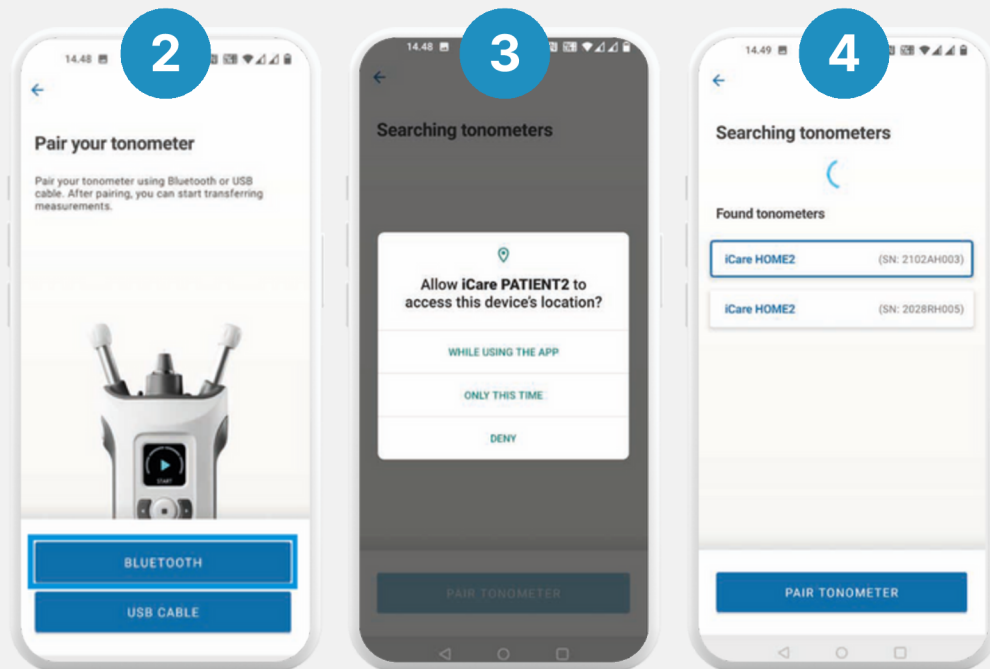 2
14.48
Pair your tonometer
Pair your tonometer using Bluetooth or USB
cable. After pairing, you can start transferring
measurements.
START
BLUETOOTH
USB CABLE
3
14.48
Searching tonometers
Allow iCare PATIENT2 to
access this device's location?
WHILE USING THE APP
ONLY THIS TIME
DENY
PAIR TONOMETER
4
14.49
Searching tonometers
Found tonometers
iCare HOME2 (SN: 2102AH003)
iCare HOME2 (SN: 2028RH005)
PAIR TONOMETER